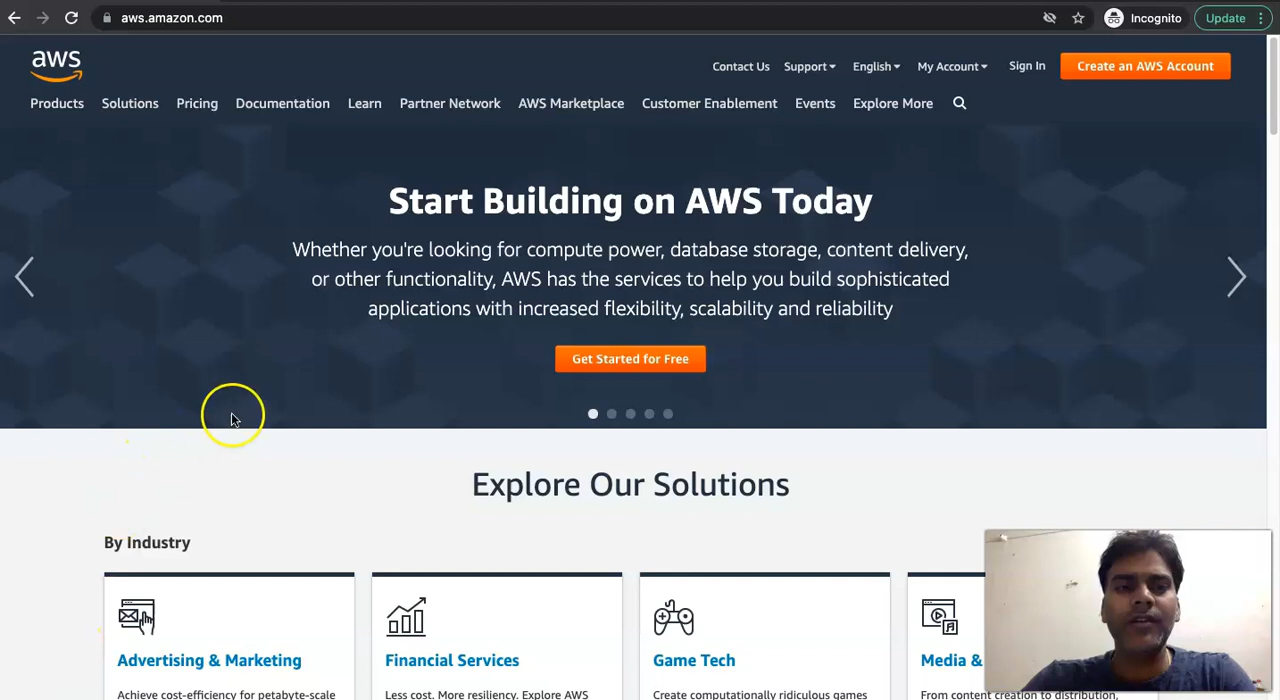 aws.amazon.com
Incognito
Update
aws
Contact Us
Support
English
My Account
Sign In
Create an AWS Account
Products
Solutions
Pricing
Documentation
Learn
Partner Network
AWS Marketplace
Customer Enablement
Events
Explore More
Start Building on AWS Today
Whether you're looking for compute power, database storage, content delivery,
or other functionality, AWS has the services to help you build sophisticated
applications with increased flexibility, scalability and reliability
Get Started for Free
Explore Our Solutions
By Industry
Advertising & Marketing
Financial Services
Game Tech
Media &
Achieve cost-efficiency for petabyte-scale
Less cost. More resiliency. Explore AWS
Create computationally ridiculous games
From content creation to distribution,